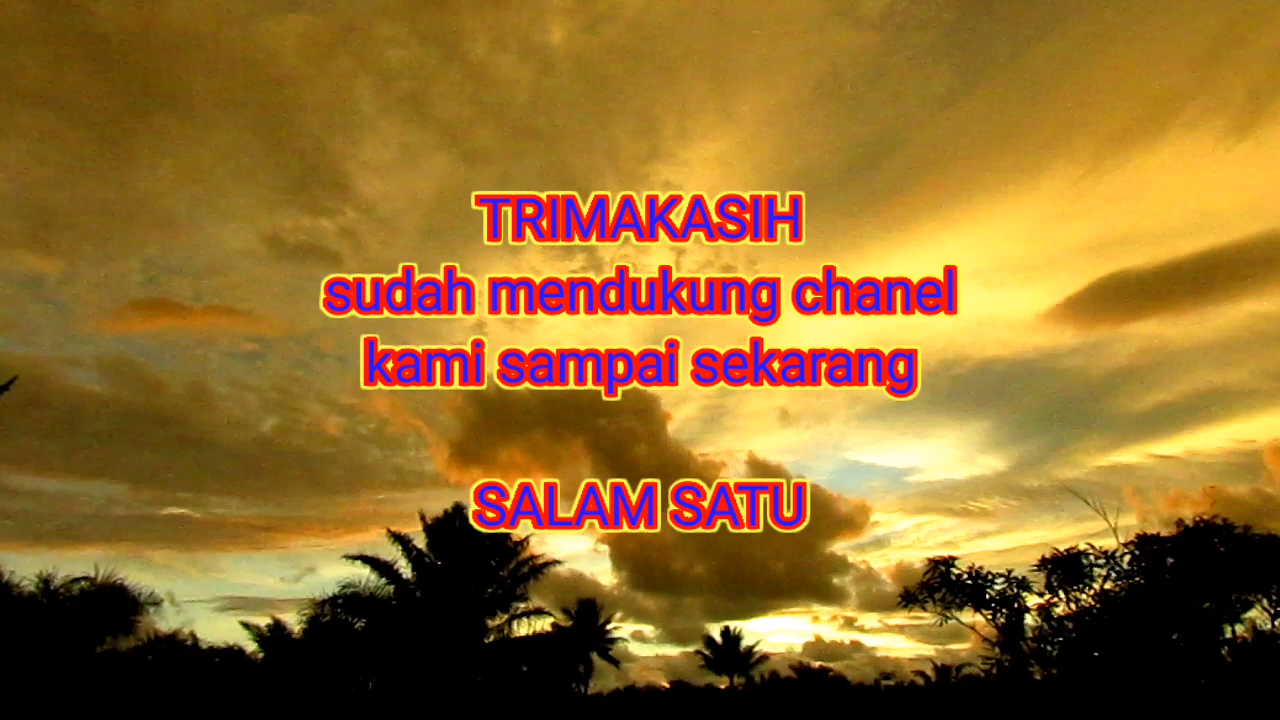 TRIMAKASIH
sudah mendukung chanel
kami sampai sekarang
SALAM SATU